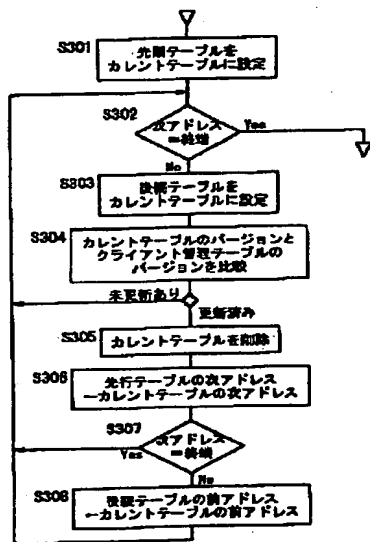 S301
先頭テーブルを
カレントテーブルに設定
S302
次アドレス
=終端
Yes
No
S303
後続テーブルを
カレントテーブルに設定
S304
カレントテーブルのバージョンと
クライアント管理テーブルの
バージョンを比較
未更新あり
更新済み
S305
カレントテーブルを削除
S306
先行テーブルの次アドレス
←カレントテーブルの次アドレス
S307
次アドレス
=終端
Yes
No
S308
後続テーブルの前アドレス
←カレントテーブルの前アドレス